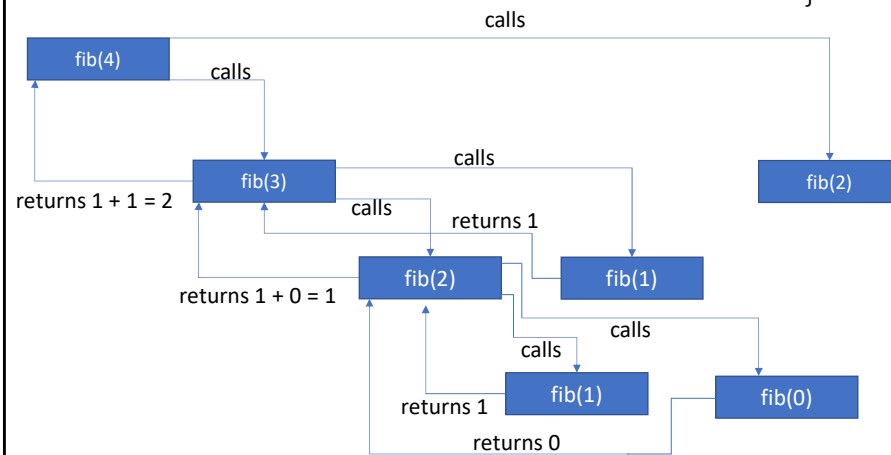 }
calls
fib(4)
calls
calls
fib(3)
fib(2)
returns 1 + 1 = 2
calls
returns 1
fib(2)
fib(1)
returns 1 + 0 = 1
calls
calls
fib(1)
fib(0)
returns 1
returns 0